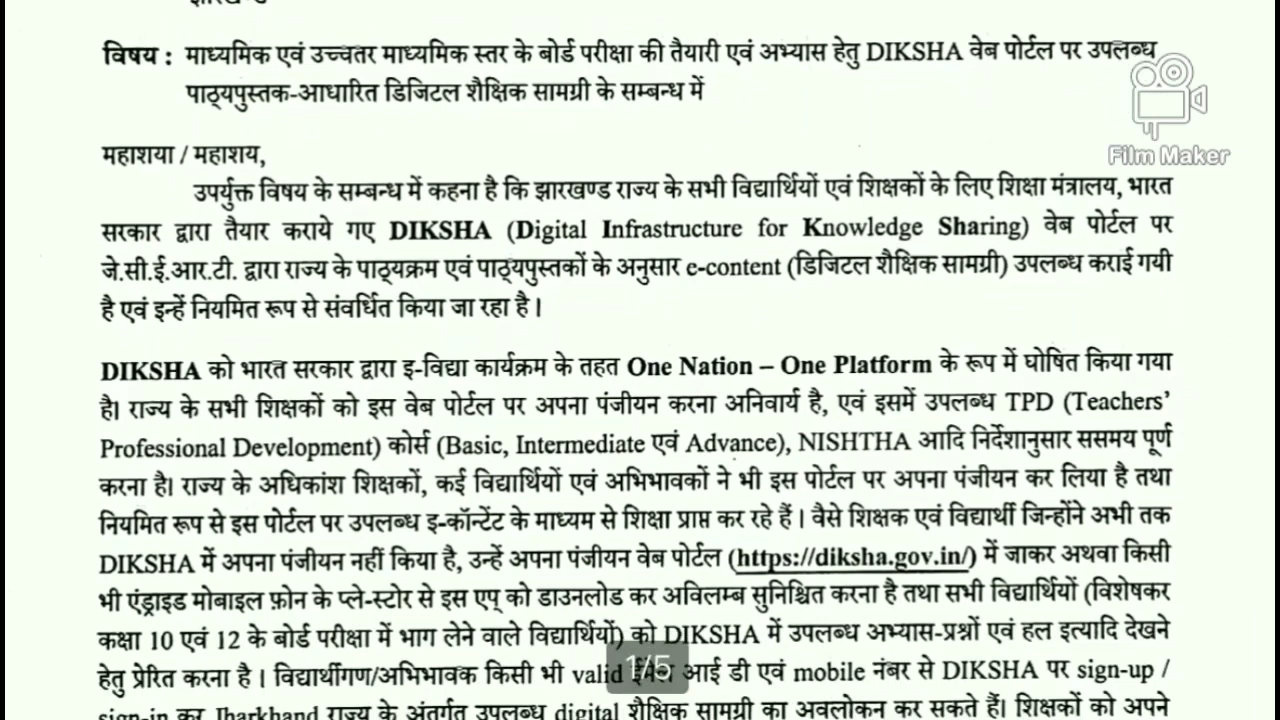 झारखण्ड
विषय : माध्यमिक एवं उच्चतर माध्यमिक स्तर के बोर्ड परीक्षा की तैयारी एवं अभ्यास हेतु DIKSHA वेब पोर्टल पर उपलब्ध
पाठ्यपुस्तक-आधारित डिजिटल शैक्षिक सामग्री के सम्बन्ध में
Film Maker
महाशया / महाशय,
उपर्युक्त विषय के सम्बन्ध में कहना है कि झारखण्ड राज्य के सभी विद्यार्थियों एवं शिक्षकों के लिए शिक्षा मंत्रालय, भारत
सरकार द्वारा तैयार कराये गए DIKSHA (Digital Infrastructure for Knowledge Sharing) वेब पोर्टल पर
जे.सी.ई.आर.टी. द्वारा राज्य के पाठ्यक्रम एवं पाठ्यपुस्तकों के अनुसार e-content (डिजिटल शैक्षिक सामग्री) उपलब्ध कराई गयी
है एवं इन्हें नियमित रूप से संवर्धित किया जा रहा है।
DIKSHA को भारत सरकार द्वारा इ-विद्या कार्यक्रम के तहत One Nation – One Platform के रूप में घोषित किया गया
है। राज्य के सभी शिक्षकों को इस वेब पोर्टल पर अपना पंजीयन करना अनिवार्य है, एवं इसमें उपलब्ध TPD (Teachers’
Professional Development) कोर्स (Basic, Intermediate एवं Advance), NISHTHA आदि निर्देशानुसार ससमय पूर्ण
करना है। राज्य के अधिकांश शिक्षकों, कई विद्यार्थियों एवं अभिभावकों ने भी इस पोर्टल पर अपना पंजीयन कर लिया है तथा
नियमित रूप से इस पोर्टल पर उपलब्ध इ-कॉन्टेंट के माध्यम से शिक्षा प्राप्त कर रहे हैं। वैसे शिक्षक एवं विद्यार्थी जिन्होंने अभी तक
DIKSHA में अपना पंजीयन नहीं किया है, उन्हें अपना पंजीयन वेब पोर्टल (https://diksha.gov.in/) में जाकर अथवा किसी
भी एंड्राइड मोबाइल फ़ोन के प्ले-स्टोर से इस एप् को डाउनलोड कर अविलम्ब सुनिश्चित करना है तथा सभी विद्यार्थियों (विशेषकर
कक्षा 10 एवं 12 के बोर्ड परीक्षा में भाग लेने वाले विद्यार्थियों) को DIKSHA में उपलब्ध अभ्यास-प्रश्नों एवं हल इत्यादि देखने
हेतु प्रेरित करना है। विद्यार्थीगण/अभिभावक किसी भी valid ईमेल आई डी एवं mobile नंबर से DIKSHA पर sign-up /
1/5
sign-in कर Jharkhand राज्य के अंतर्गत उपलब्ध digital शैक्षिक सामग्री का अवलोकन कर सकते हैं। शिक्षकों को अपने